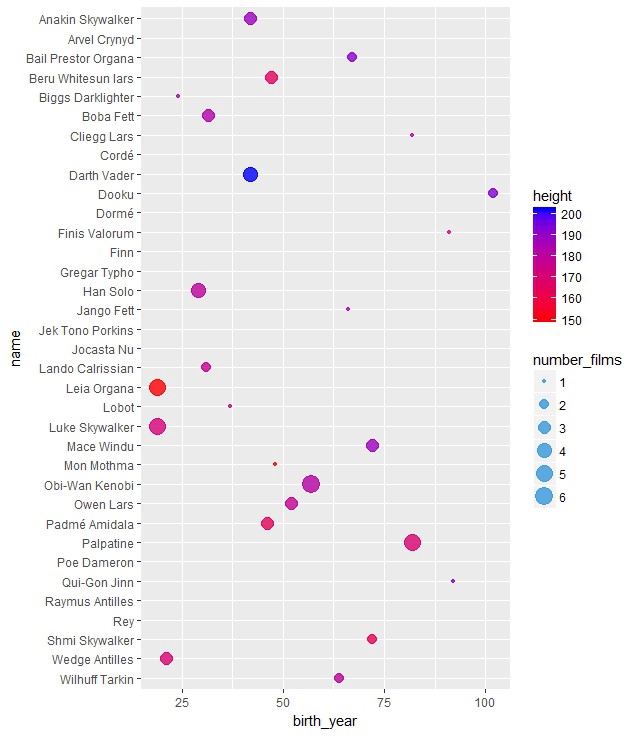 Anakin Skywalker
Arvel Crynyd
Bail Prestor Organa
Beru Whitesun lars
Biggs Darklighter
Boba Fett
Cliegg Lars
Cordé
Darth Vader
Dooku
Dormé
Finis Valorum
Finn
Gregar Typho
Han Solo
Jango Fett
Jek Tono Porkins
Jocasta Nu
Lando Calrissian
Leia Organa
Lobot
Luke Skywalker
Mace Windu
Mon Mothma
Obi-Wan Kenobi
Owen Lars
Padmé Amidala
Palpatine
Poe Dameron
Qui-Gon Jinn
Raymus Antilles
Rey
Shmi Skywalker
Wedge Antilles
Wilhuff Tarkin
name
25 50 75 100
birth_year
height
200
190
180
170
160
150
number_films
1
2
3
4
5
6